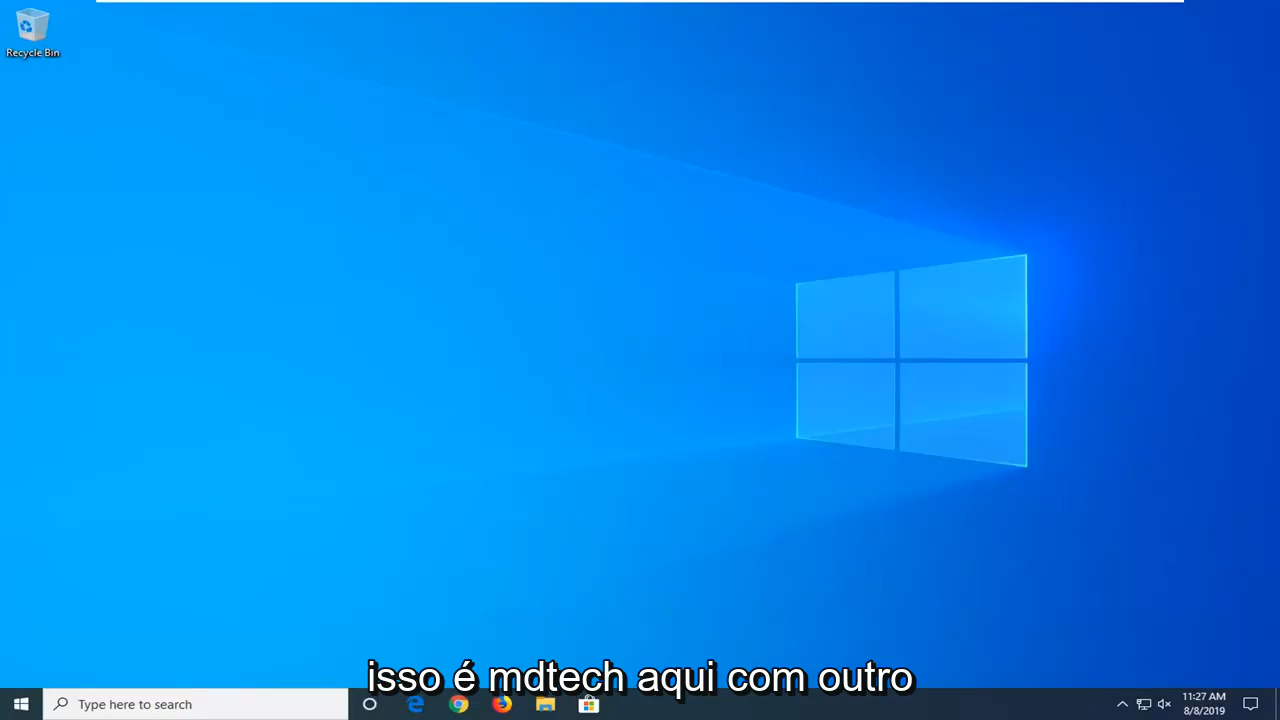 Recycle Bin
isso é mdtech aqui com outro
Type here to search
11:27 AM
8/8/2019